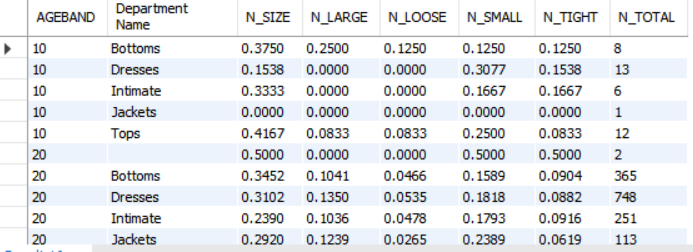 AGEBAND Department Name N_SIZE N_LARGE N_LOOSE N_SMALL N_TIGHT N_TOTAL
10 Bottoms 0.3750 0.2500 0.1250 0.1250 0.1250 8
10 Dresses 0.1538 0.0000 0.0000 0.3077 0.1538 13
10 Intimate 0.3333 0.0000 0.0000 0.1667 0.1667 6
10 Jackets 0.0000 0.0000 0.0000 0.0000 0.0000 1
10 Tops 0.4167 0.0833 0.0833 0.2500 0.0833 12
20 0.5000 0.0000 0.0000 0.5000 0.5000 2
20 Bottoms 0.3452 0.1041 0.0466 0.1589 0.0904 365
20 Dresses 0.3102 0.1350 0.0535 0.1818 0.0882 748
20 Intimate 0.2390 0.1036 0.0478 0.1793 0.0916 251
20 Jackets 0.2920 0.1239 0.0265 0.2389 0.0619 113